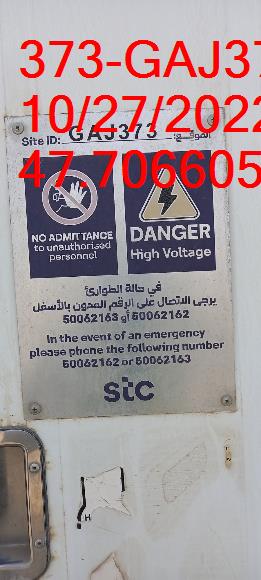 373-GAJ37
10/27/2022
47.706605
Site ID: GAJ373 الموقع:
NO ADMITTANCE
to unauthorised
personnel
DANGER
High Voltage
في حالة الطوارئ
يرجى الاتصال على الرقم المدون بالأسفل
50062163 أو 50062162
In the event of an emergency
please phone the following number
50062162 or 50062163
stc